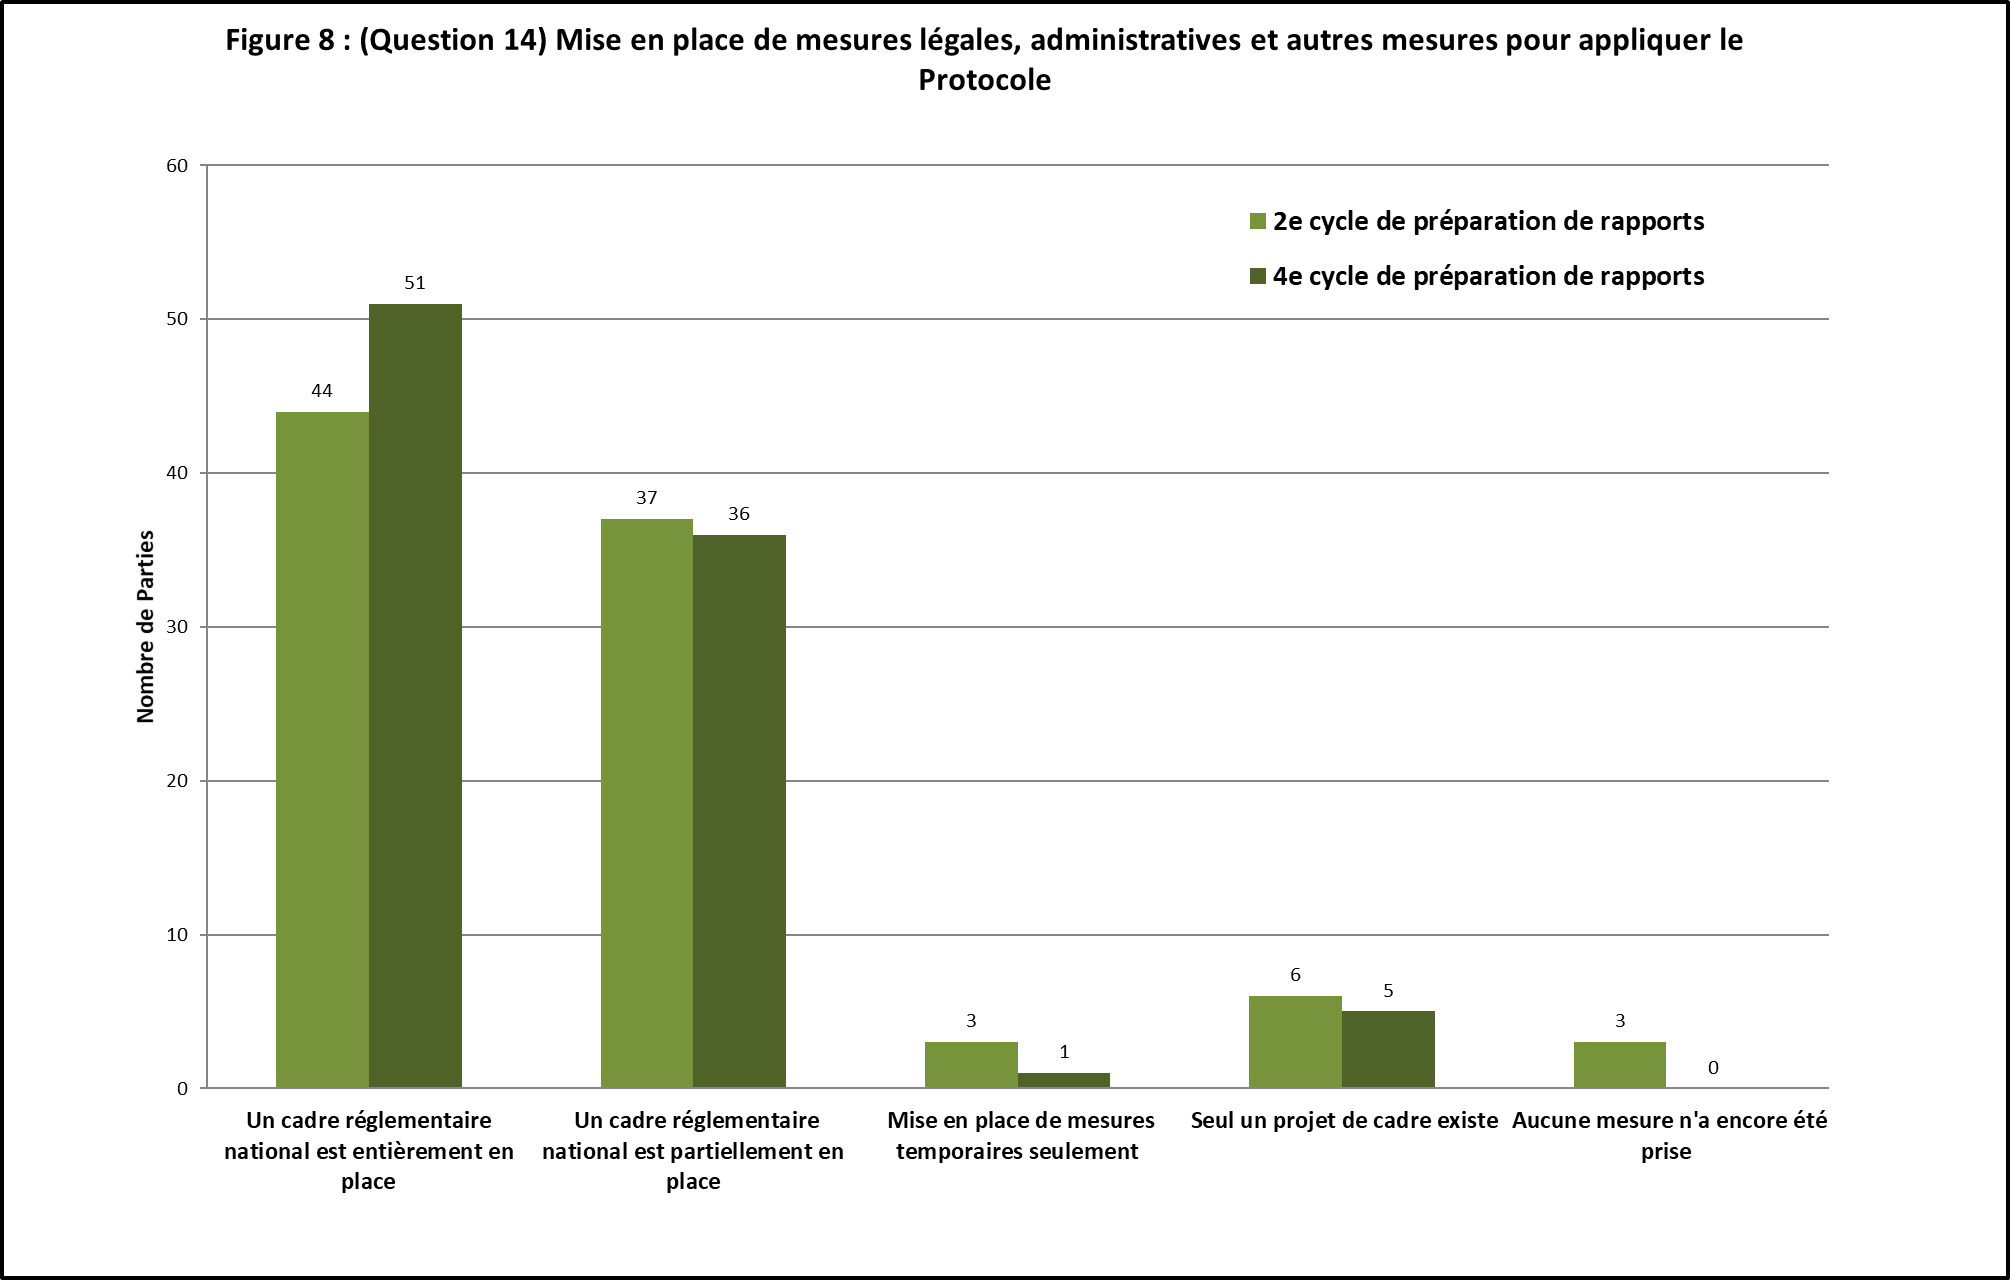 Figure 8 : (Question 14) Mise en place de mesures légales, administratives et autres mesures pour appliquer le
Protocole
60
50
40
30
20
10
0
Nombre de Parties
2e cycle de préparation de rapports
4e cycle de préparation de rapports
44
51
37
36
3
1
6
5
3
0
Un cadre réglementaire
national est entièrement en
place
Un cadre réglementaire
national est partiellement en
place
Mise en place de mesures
temporaires seulement
Seul un projet de cadre existe
Aucune mesure n'a encore été
prise